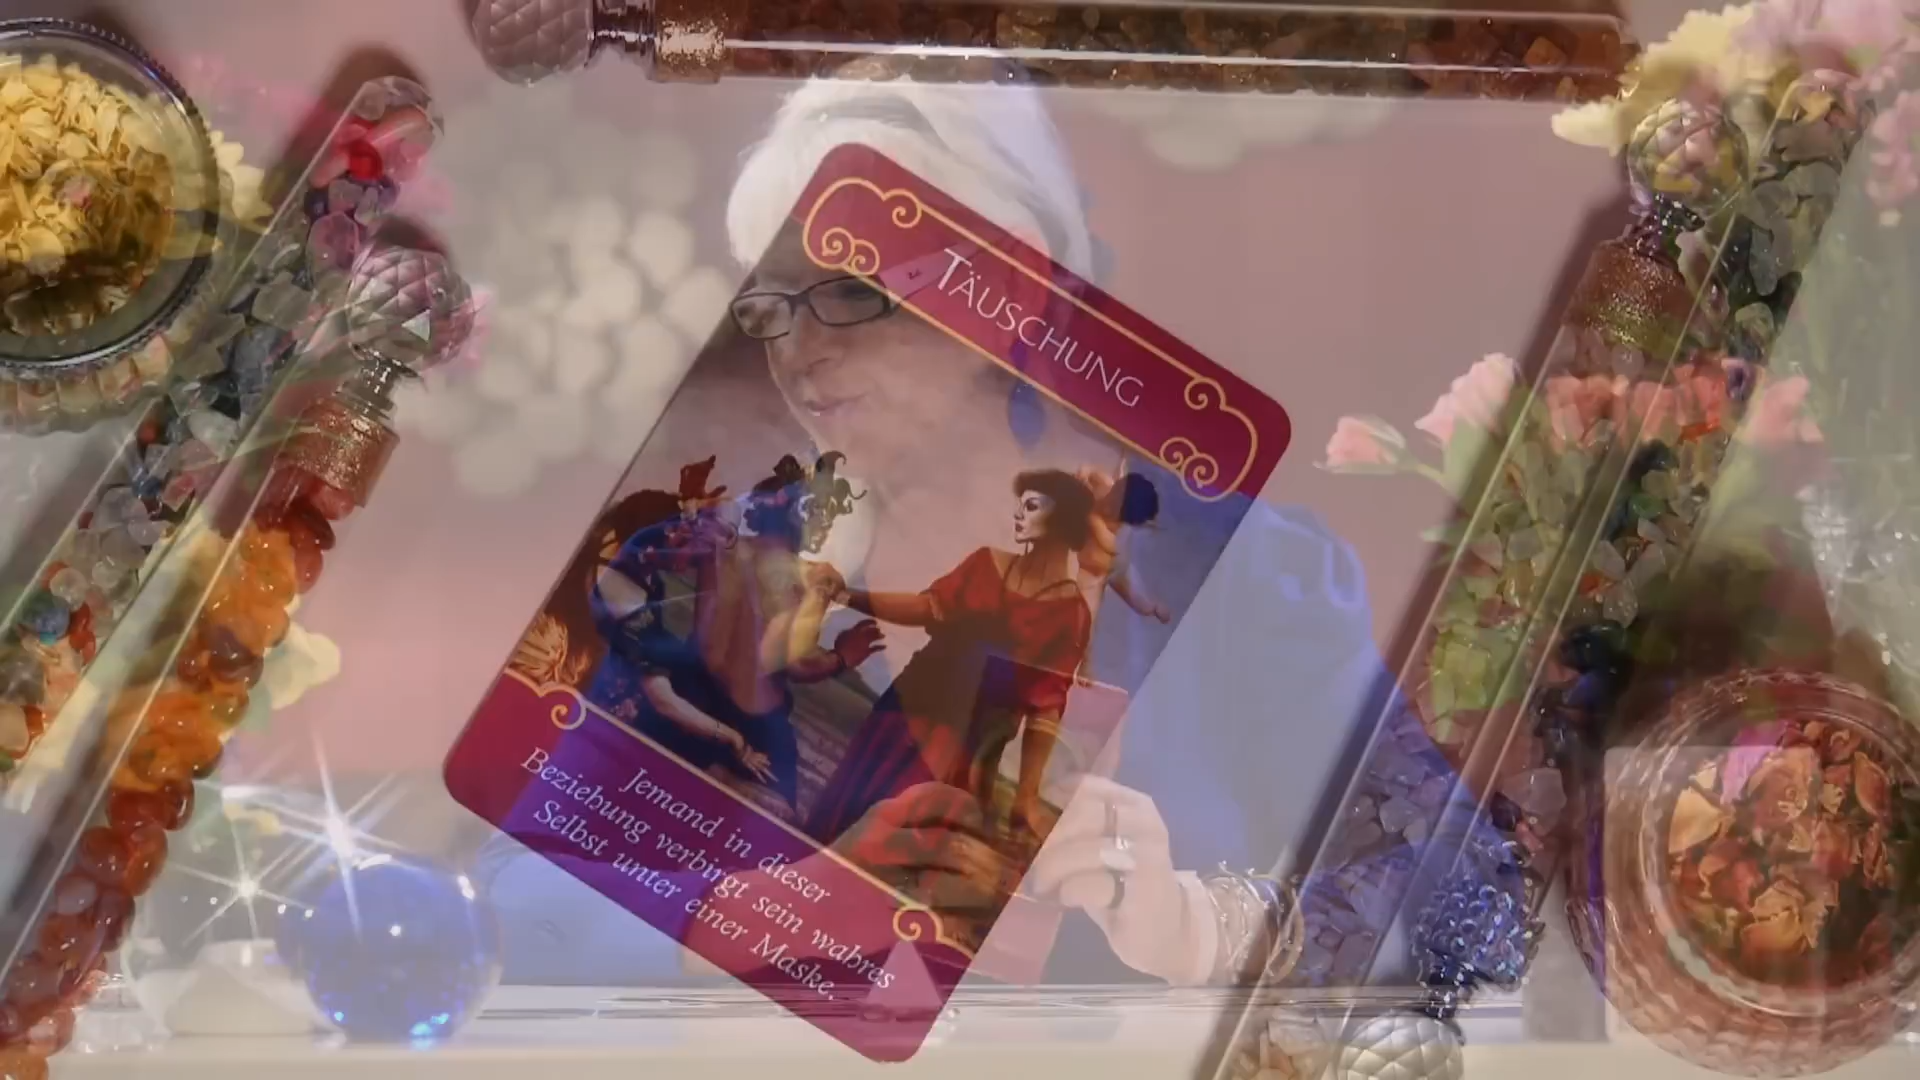 TÄUSCHUNG
Jemand in dieser
Beziehung verbirgt sein wahres
Selbst unter einer Maske.